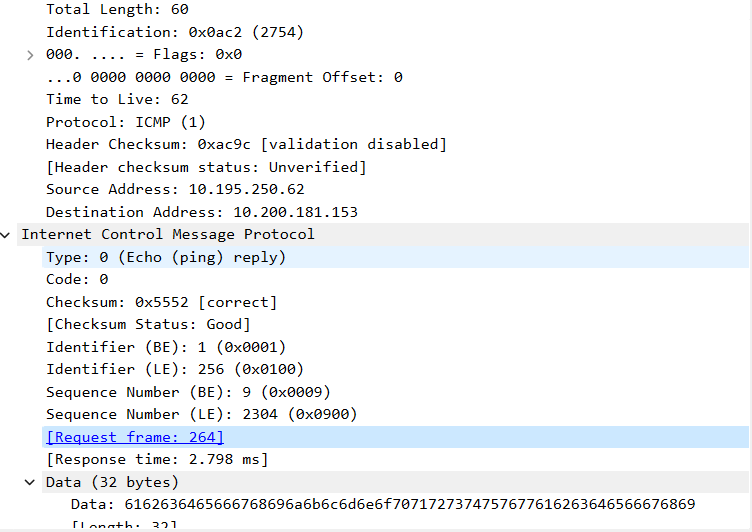 Total Length: 60
Identification: 0x0ac2 (2754)
000. .... = Flags: 0x0
...0 0000 0000 0000 = Fragment Offset: 0
Time to Live: 62
Protocol: ICMP (1)
Header Checksum: 0xac9c [validation disabled]
[Header checksum status: Unverified]
Source Address: 10.195.250.62
Destination Address: 10.200.181.153
Internet Control Message Protocol
Type: 0 (Echo (ping) reply)
Code: 0
Checksum: 0x5552 [correct]
[Checksum Status: Good]
Identifier (BE): 1 (0x0001)
Identifier (LE): 256 (0x0100)
Sequence Number (BE): 9 (0x0009)
Sequence Number (LE): 2304 (0x0900)
[Request frame: 264]
[Response time: 2.798 ms]
Data (32 bytes)
Data: 6162636465666768696a6b6c6d6e6f7071727374757677616263646566676869
[Length: 32]